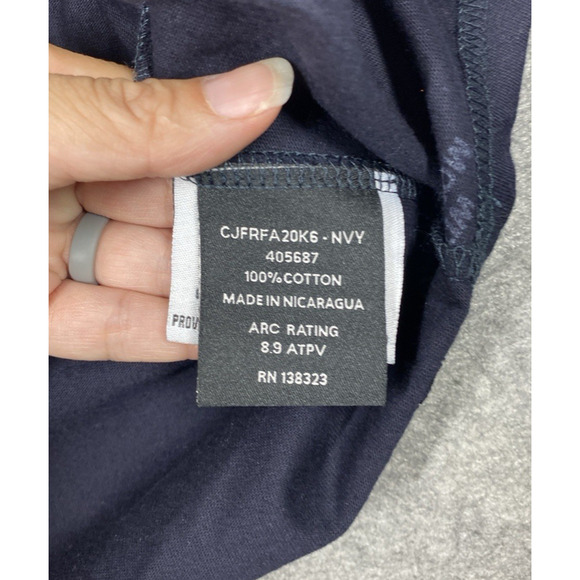 CJFRFA20K6 - NVY
405687
100% COTTON
MADE IN NICARAGUA
ARC RATING
8.9 ATPV
RN 138323